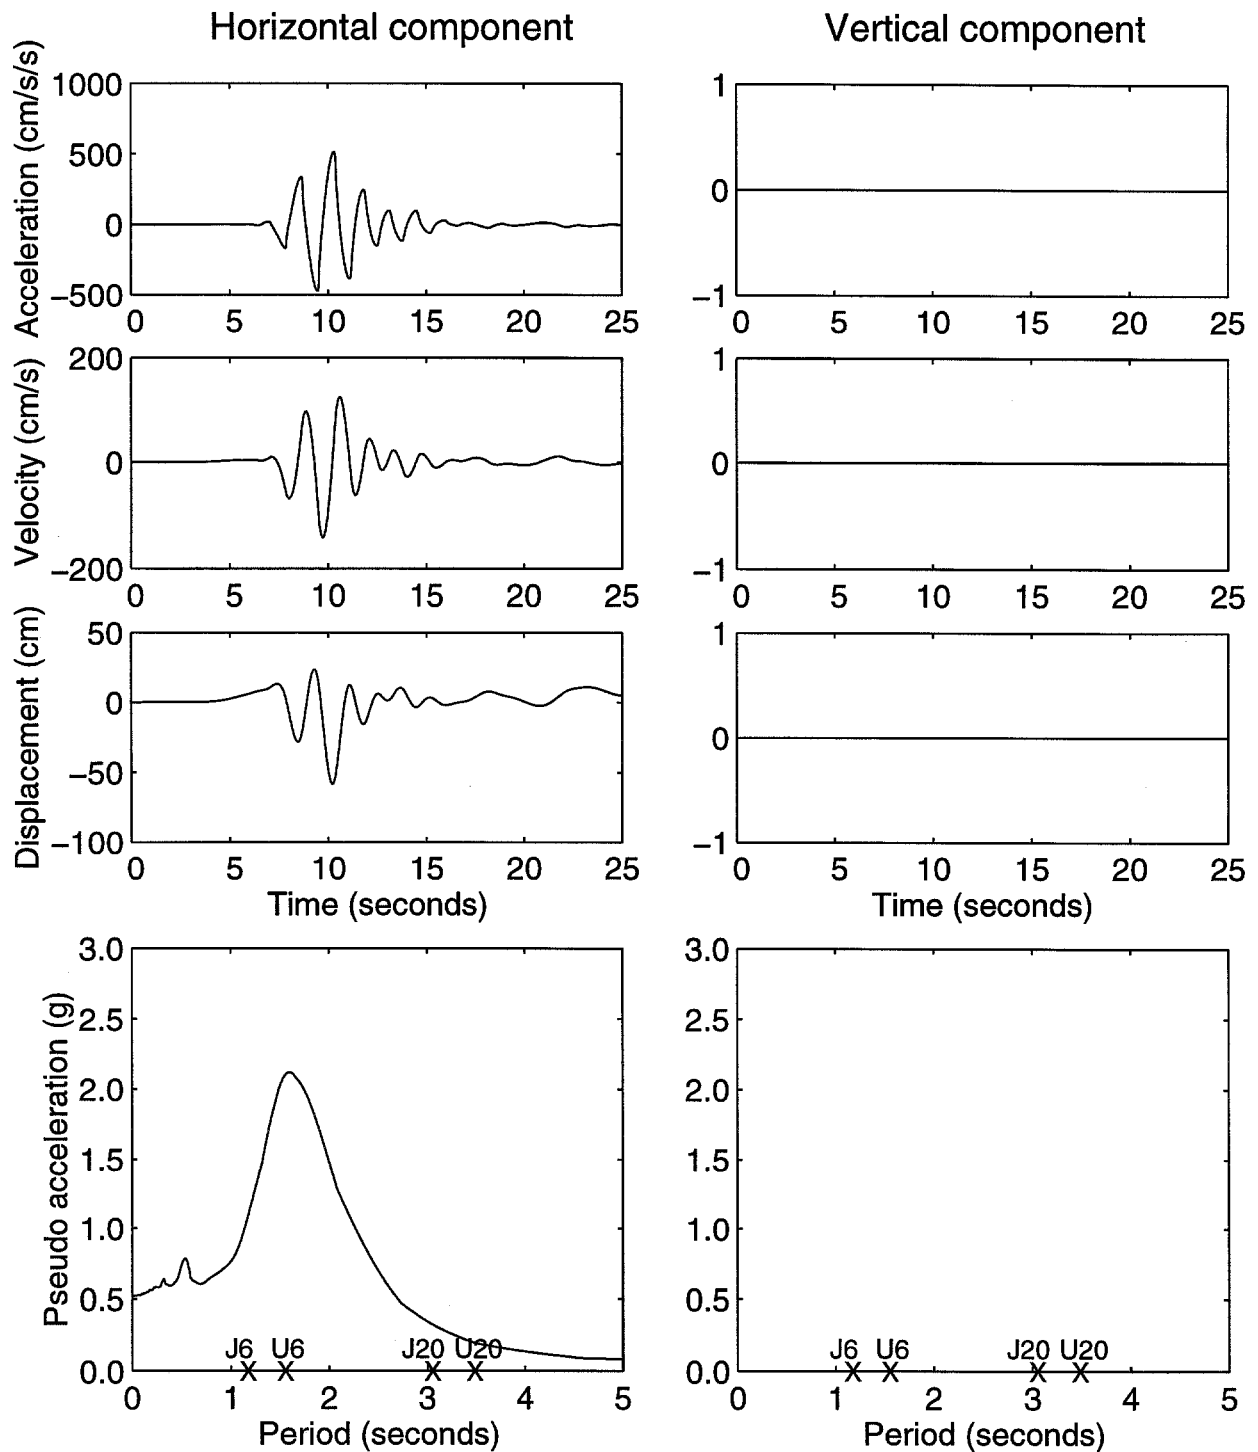 Horizontal component
Vertical component
Acceleration (cm/s/s)
1000
500
0
−500
0 5 10 15 20 25
1
0
−1
0 5 10 15 20 25
Velocity (cm/s)
200
0
−200
0 5 10 15 20 25
1
0
−1
0 5 10 15 20 25
Displacement (cm)
50
0
−50
−100
0 5 10 15 20 25
Time (seconds)
1
0
−1
0 5 10 15 20 25
Time (seconds)
Pseudo acceleration (g)
3.0
2.5
2.0
1.5
1.0
0.5
0.0
J6 U6 J20 U20
0 1 2 3 4 5
Period (seconds)
3.0
2.5
2.0
1.5
1.0
0.5
0.0
J6 U6 J20 U20
0 1 2 3 4 5
Period (seconds)